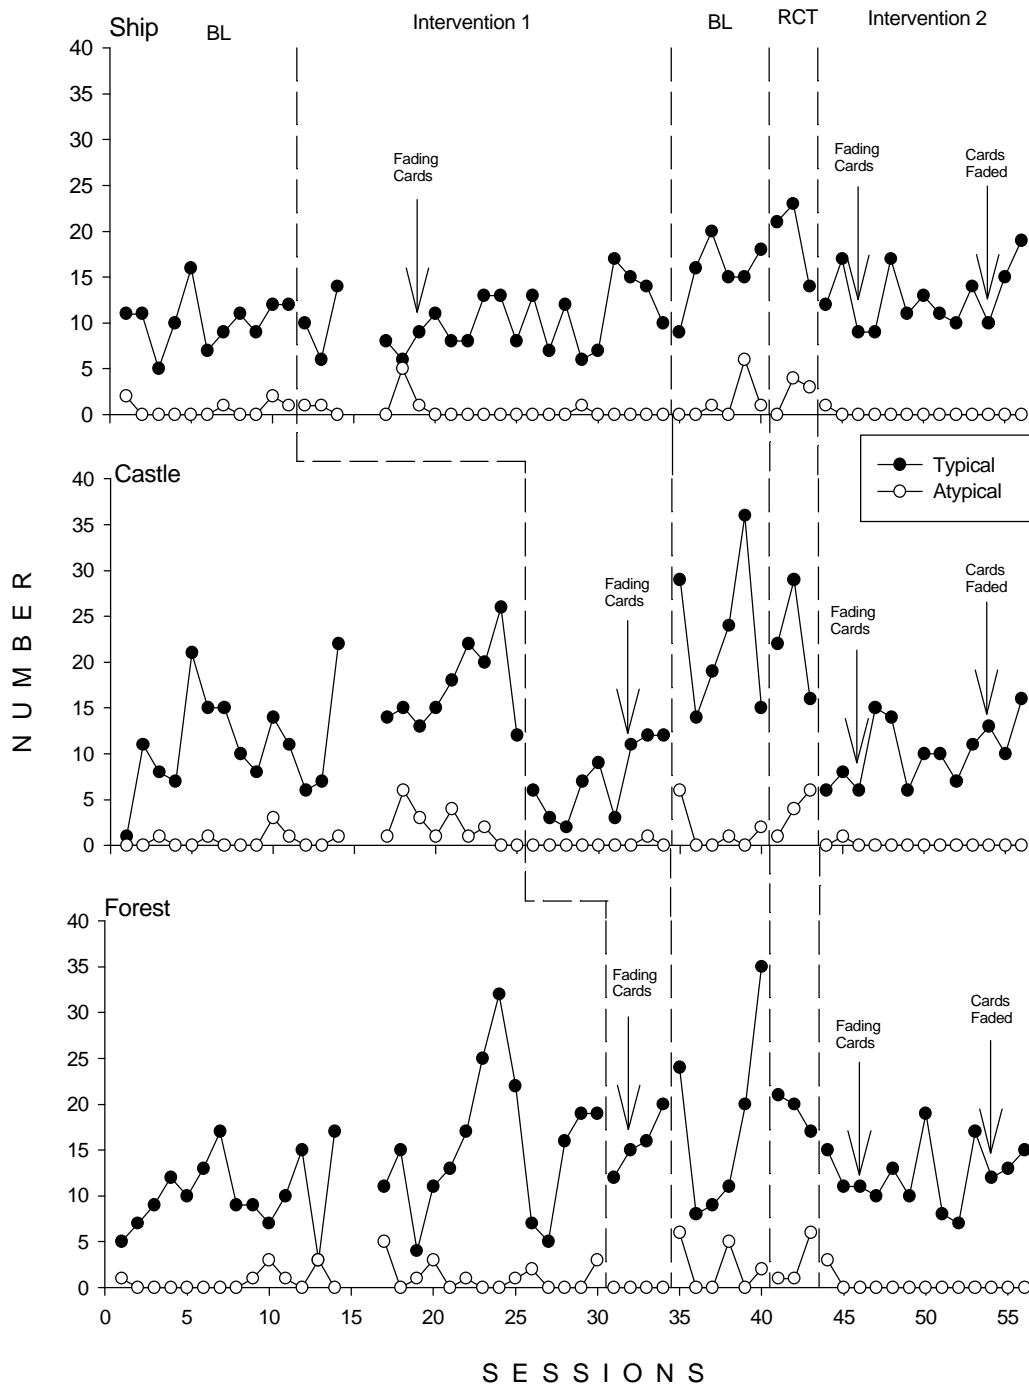 Ship
BL
Intervention 1
BL
RCT
Intervention 2
40
35
30
25
20
15
10
5
0
Fading
Cards
Fading
Cards
Cards
Faded
Typical
Atypical
Castle
40
35
30
25
20
15
10
5
0
Fading
Cards
Fading
Cards
Cards
Faded
NUMBER
Forest
40
35
30
25
20
15
10
5
0
Fading
Cards
Fading
Cards
Cards
Faded
0 5 10 15 20 25 30 35 40 45 50 55
SESSIONS